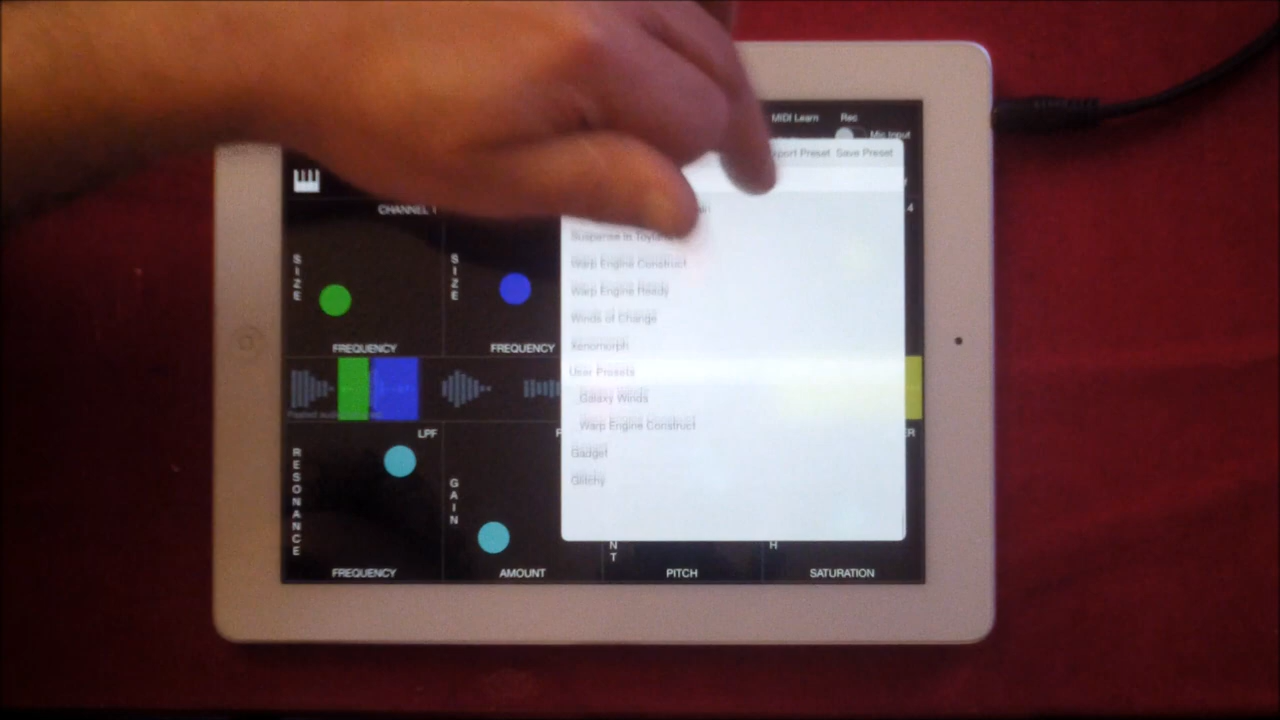 MIDI Learn Rec
Mic Input
Export Preset Save Preset
CHANNEL 1
4
Suspense in Toyland
Warp Engine Construct
Warp Engine Ready
Winds of Change
Xenomorph
User Presets
Galaxy Winds
Warp Engine Construct
Gadget
Glitchy
SIZE
SIZE
FREQUENCY
FREQUENCY
LPF
RESONANCE
GAIN
NT
H
FREQUENCY
AMOUNT
PITCH
SATURATION